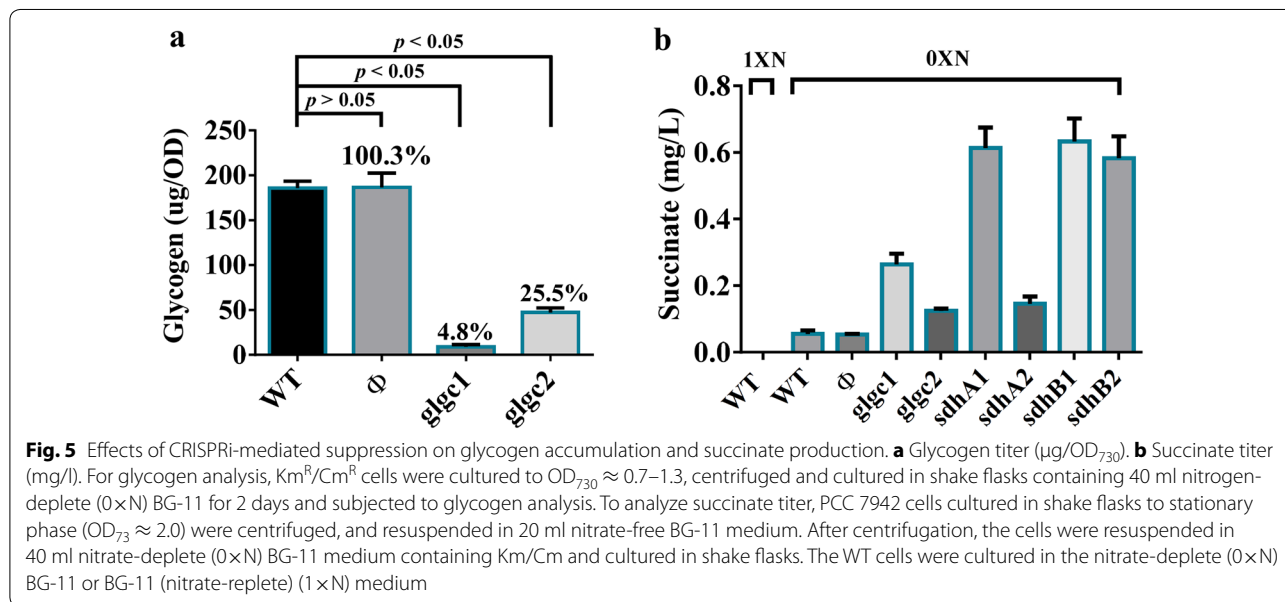 a
p < 0.05
p < 0.05
p > 0.05
Glycogen (ug/OD)
250
200
150
100
50
0
100.3%
4.8%
25.5%
WT
Φ
glgc1
glgc2
b
1XN
0XN
Succinate (mg/L)
0.8
0.6
0.4
0.2
0.0
WT
WT
Φ
glgc1
glgc2
sdhA1
sdhA2
sdhB1
sdhB2
Fig. 5 Effects of CRISPRi-mediated suppression on glycogen accumulation and succinate production. a Glycogen titer (μg/OD730). b Succinate titer
(mg/l). For glycogen analysis, KmR/CmR cells were cultured to OD730 ≈ 0.7–1.3, centrifuged and cultured in shake flasks containing 40 ml nitrogen-
deplete (0×N) BG-11 for 2 days and subjected to glycogen analysis. To analyze succinate titer, PCC 7942 cells cultured in shake flasks to stationary
phase (OD73 ≈ 2.0) were centrifuged, and resuspended in 20 ml nitrate-free BG-11 medium. After centrifugation, the cells were resuspended in
40 ml nitrate-deplete (0×N) BG-11 medium containing Km/Cm and cultured in shake flasks. The WT cells were cultured in the nitrate-deplete (0×N)
BG-11 or BG-11 (nitrate-replete) (1×N) medium